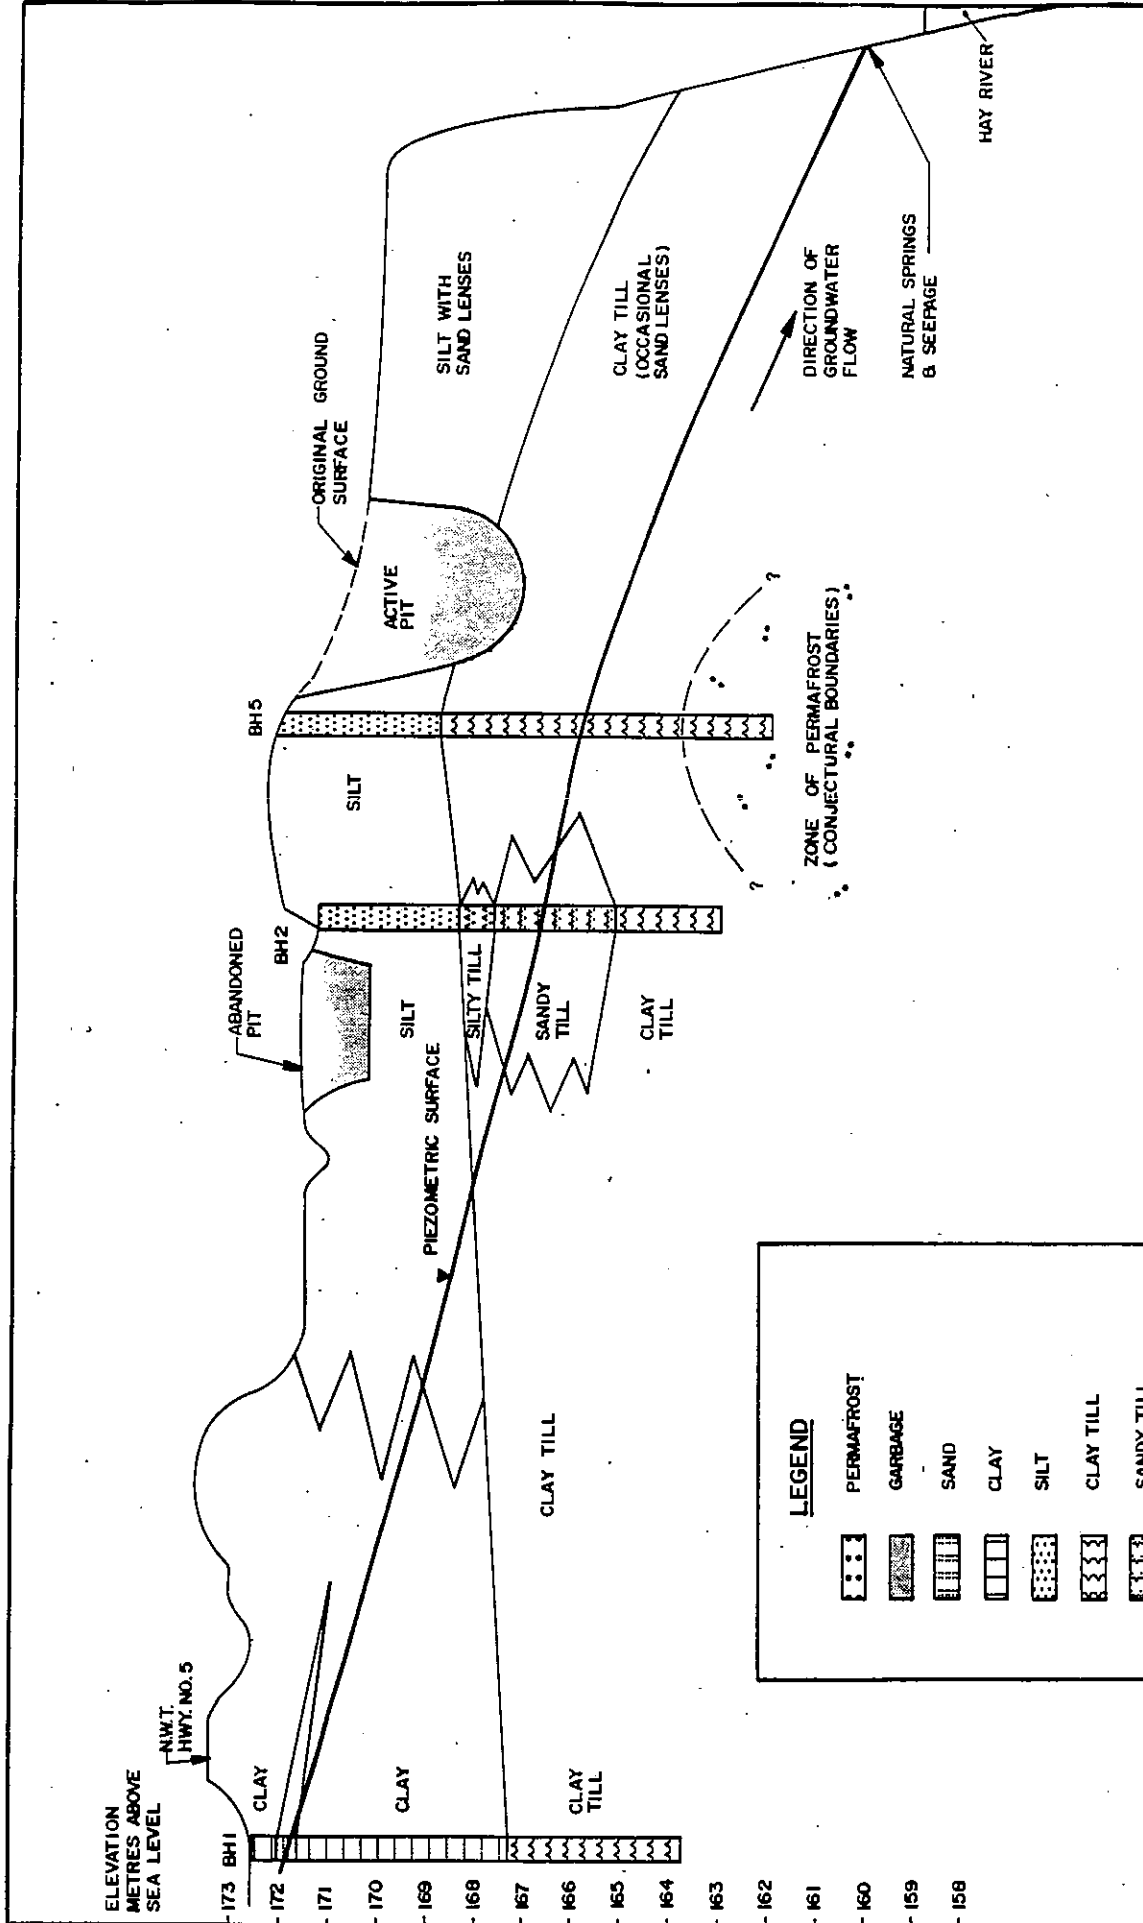 ELEVATION
METRES ABOVE
SEA LEVEL
N.W.T.
HWY. NO. 5
BH 1
BH2
BH5
ABANDONED
PIT
ORIGINAL GROUND
SURFACE
ACTIVE
PIT
CLAY
CLAY
CLAY
TILL
CLAY TILL
PIEZOMETRIC SURFACE
SILT
SILTY TILL
SANDY
TILL
CLAY
TILL
SILT
SILT WITH
SAND LENSES
CLAY TILL
(OCCASIONAL
SAND LENSES)
DIRECTION OF
GROUNDWATER
FLOW
NATURAL SPRINGS
& SEEPAGE
HAY RIVER
?
?
ZONE OF PERMAFROST
(CONJECTURAL BOUNDARIES)
-173
-172
-171
-170
-169
-168
-167
-166
-165
-164
-163
-162
-161
-160
-159
-158
LEGEND
PERMAFROST
GARBAGE
SAND
CLAY
SILT
CLAY TILL
SANDY TILL